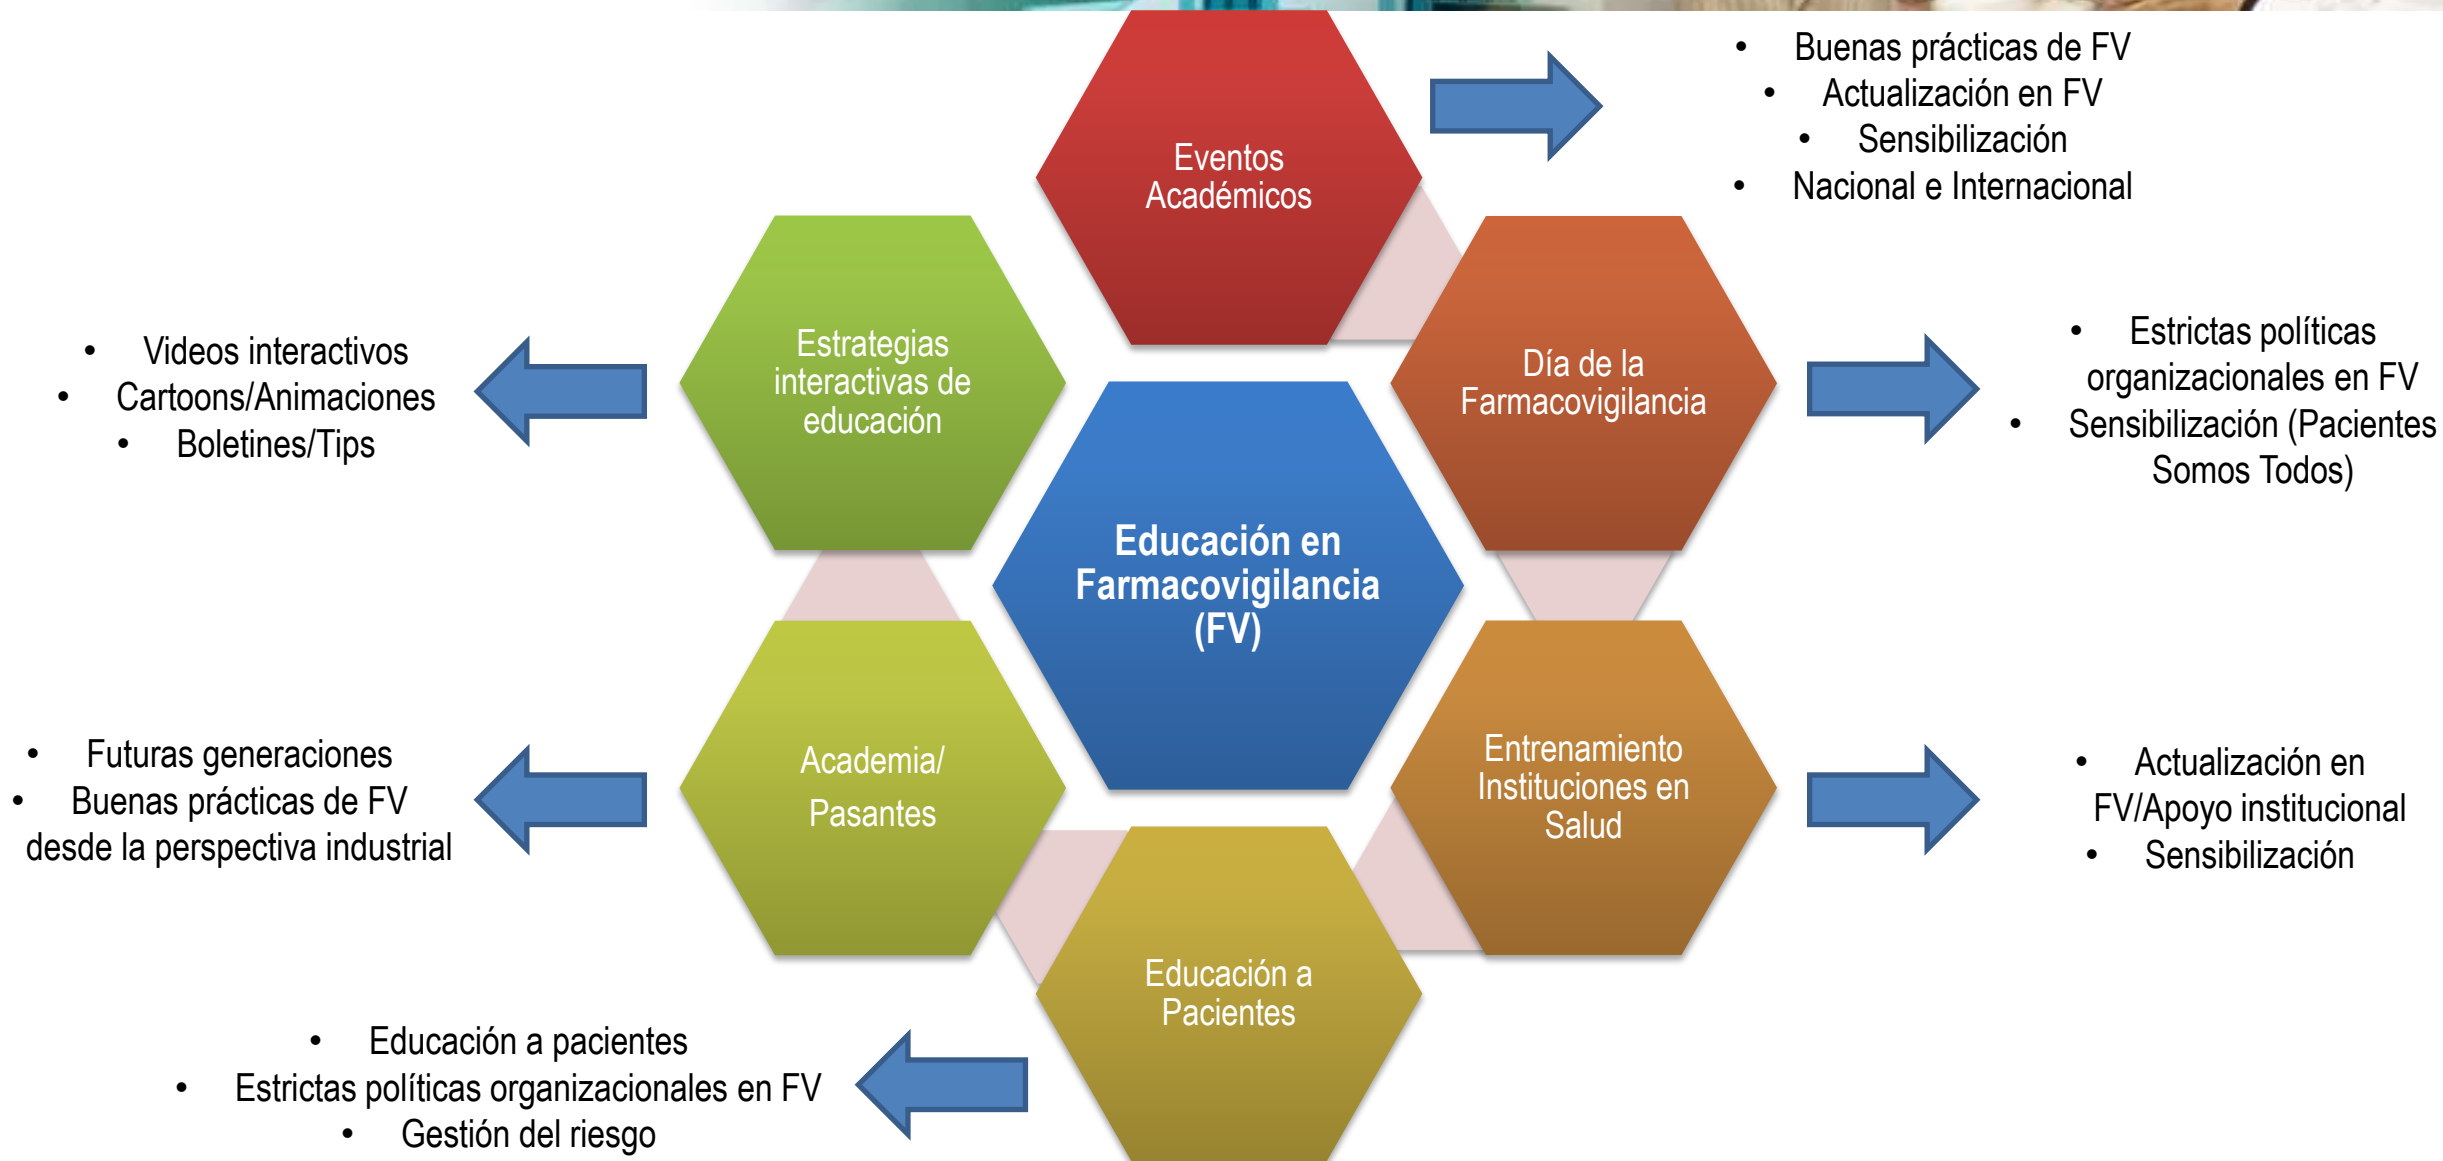 Eventos
Académicos
• Buenas prácticas de FV
• Actualización en FV
• Sensibilización
• Nacional e Internacional
Día de la
Farmacovigilancia
• Estrictas políticas
organizacionales en FV
• Sensibilización (Pacientes
Somos Todos)
Entrenamiento
Instituciones en
Salud
• Actualización en
FV/Apoyo institucional
• Sensibilización
Educación a
Pacientes
• Educación a pacientes
• Estrictas políticas organizacionales en FV
• Gestión del riesgo
Academia/
Pasantes
• Futuras generaciones
• Buenas prácticas de FV
desde la perspectiva industrial
Estrategias
interactivas de
educación
• Videos interactivos
• Cartoons/Animaciones
• Boletines/Tips
Educación en
Farmacovigilancia
(FV)